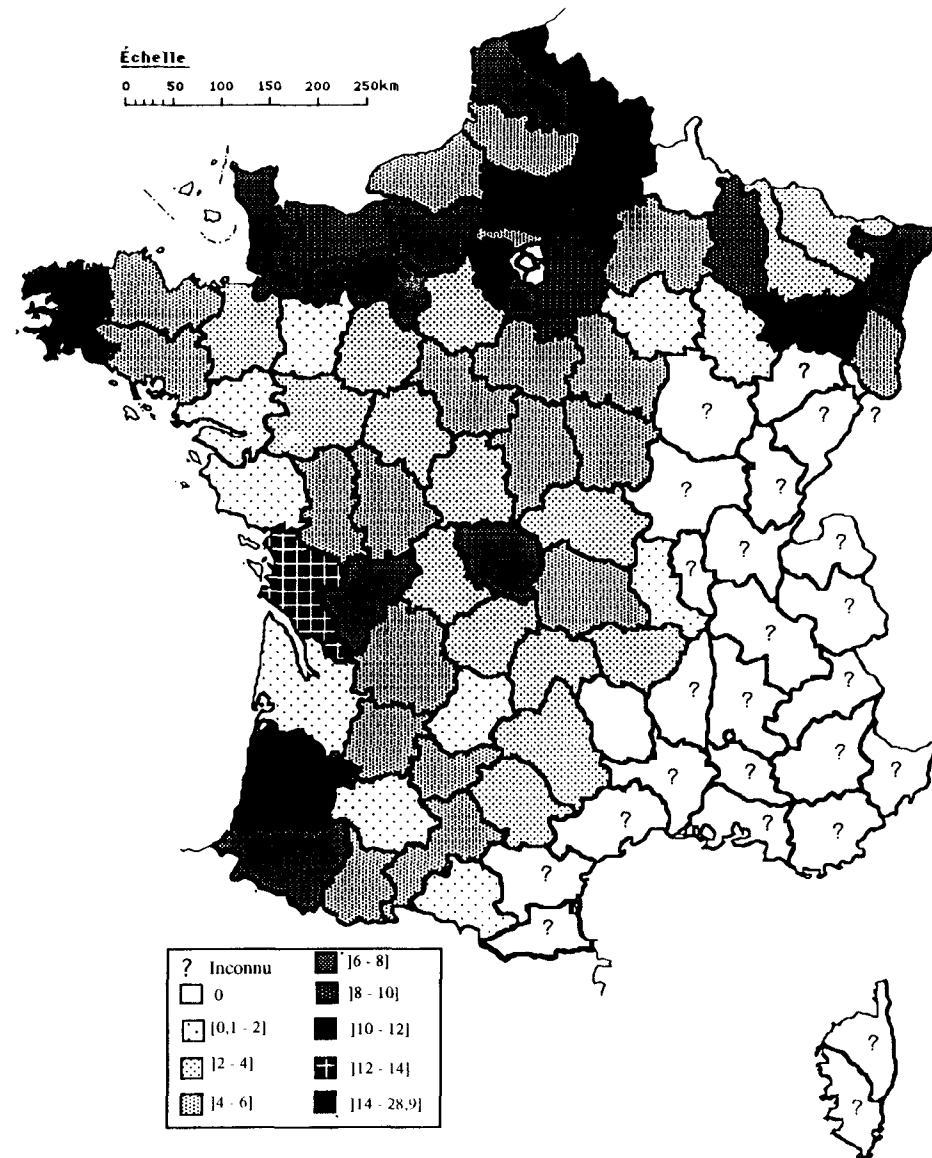 Échelle
0 50 100 150 200 250km
?
? ? ?
? ?
? ?
? ?
?
? ? ?
? ? ? ?
? ? ?
?
?
? Inconnu
0
[0,1 - 2]
]2 - 4]
]4 - 6]
]6 - 8]
]8 - 10]
]10 - 12]
]12 - 14]
]14 - 28,9]
?
?